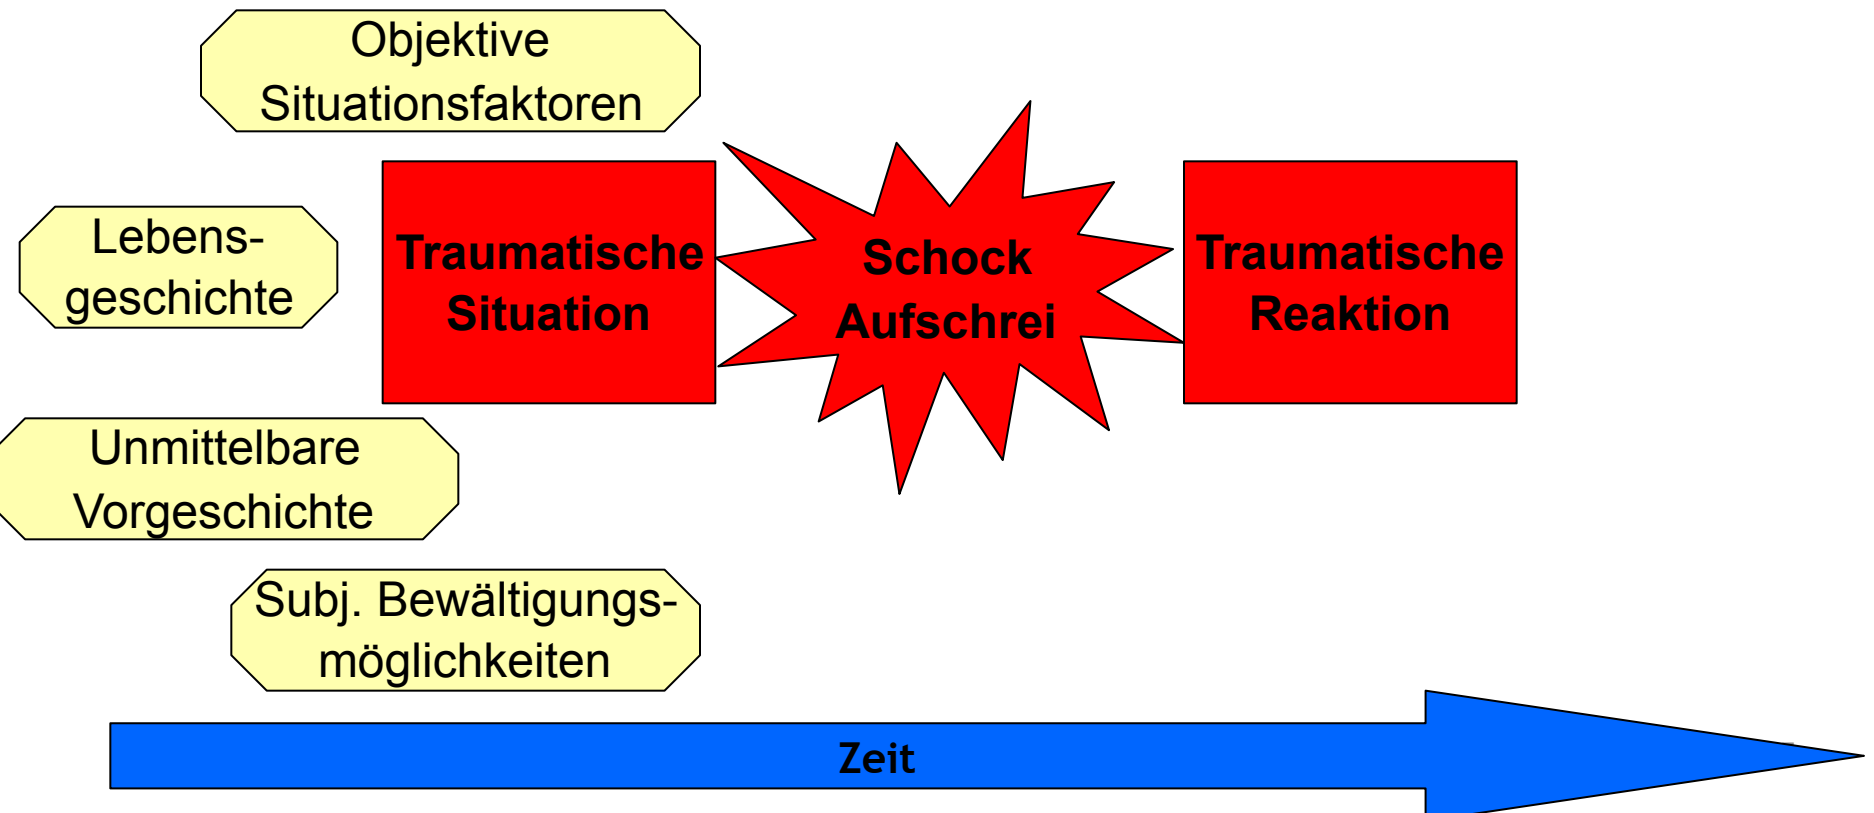 Objektive
Situationsfaktoren
Lebens-
geschichte
Traumatische
Situation
Schock
Aufschrei
Traumatische
Reaktion
Unmittelbare
Vorgeschichte
Subj. Bewältigungs-
möglichkeiten
Zeit